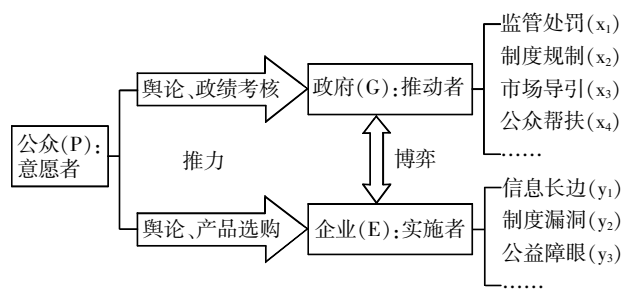 监管处罚(x₁)
舆论、政绩考核
政府(G):推动者
制度规制(x₂)
市场导引(x₃)
公众帮扶(x₄)
……
公众(P):
意愿者
推力
博弈
信息长边(y₁)
舆论、产品选购
企业(E):实施者
制度漏洞(y₂)
公益障眼(y₃)
……